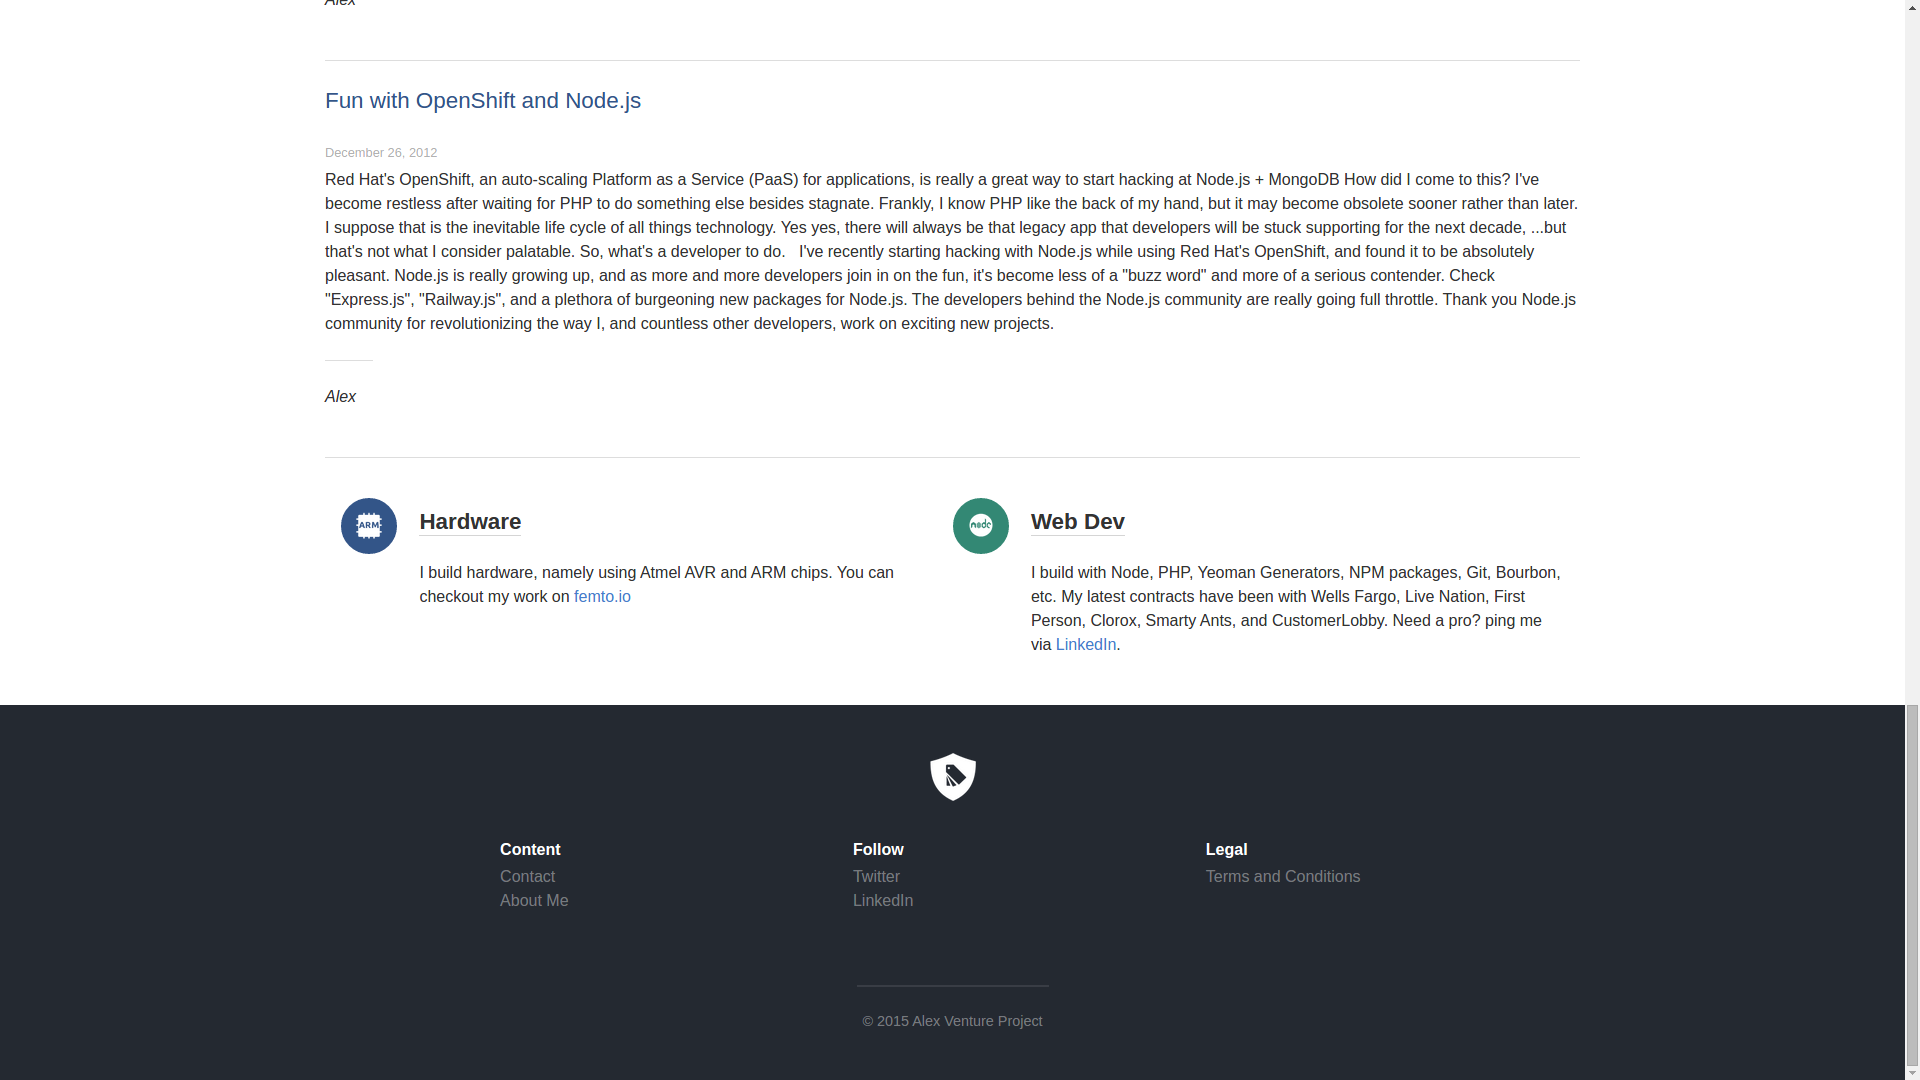 Alex
Fun with OpenShift and Node.js
December 26, 2012
Red Hat's OpenShift, an auto-scaling Platform as a Service (PaaS) for applications, is really a great way to start hacking at Node.js + MongoDB How did I come to this? I've
become restless after waiting for PHP to do something else besides stagnate. Frankly, I know PHP like the back of my hand, but it may become obsolete sooner rather than later.
I suppose that is the inevitable life cycle of all things technology. Yes yes, there will always be that legacy app that developers will be stuck supporting for the next decade, ...but
that's not what I consider palatable. So, what's a developer to do.   I've recently starting hacking with Node.js while using Red Hat's OpenShift, and found it to be absolutely
pleasant. Node.js is really growing up, and as more and more developers join in on the fun, it's become less of a "buzz word" and more of a serious contender. Check
"Express.js", "Railway.js", and a plethora of burgeoning new packages for Node.js. The developers behind the Node.js community are really going full throttle. Thank you Node.js
community for revolutionizing the way I, and countless other developers, work on exciting new projects.
Alex
ARM
Hardware
I build hardware, namely using Atmel AVR and ARM chips. You can
checkout my work on femto.io
node
Web Dev
I build with Node, PHP, Yeoman Generators, NPM packages, Git, Bourbon,
etc. My latest contracts have been with Wells Fargo, Live Nation, First
Person, Clorox, Smarty Ants, and CustomerLobby. Need a pro? ping me
via LinkedIn.
Content
Contact
About Me
Follow
Twitter
LinkedIn
Legal
Terms and Conditions
© 2015 Alex Venture Project